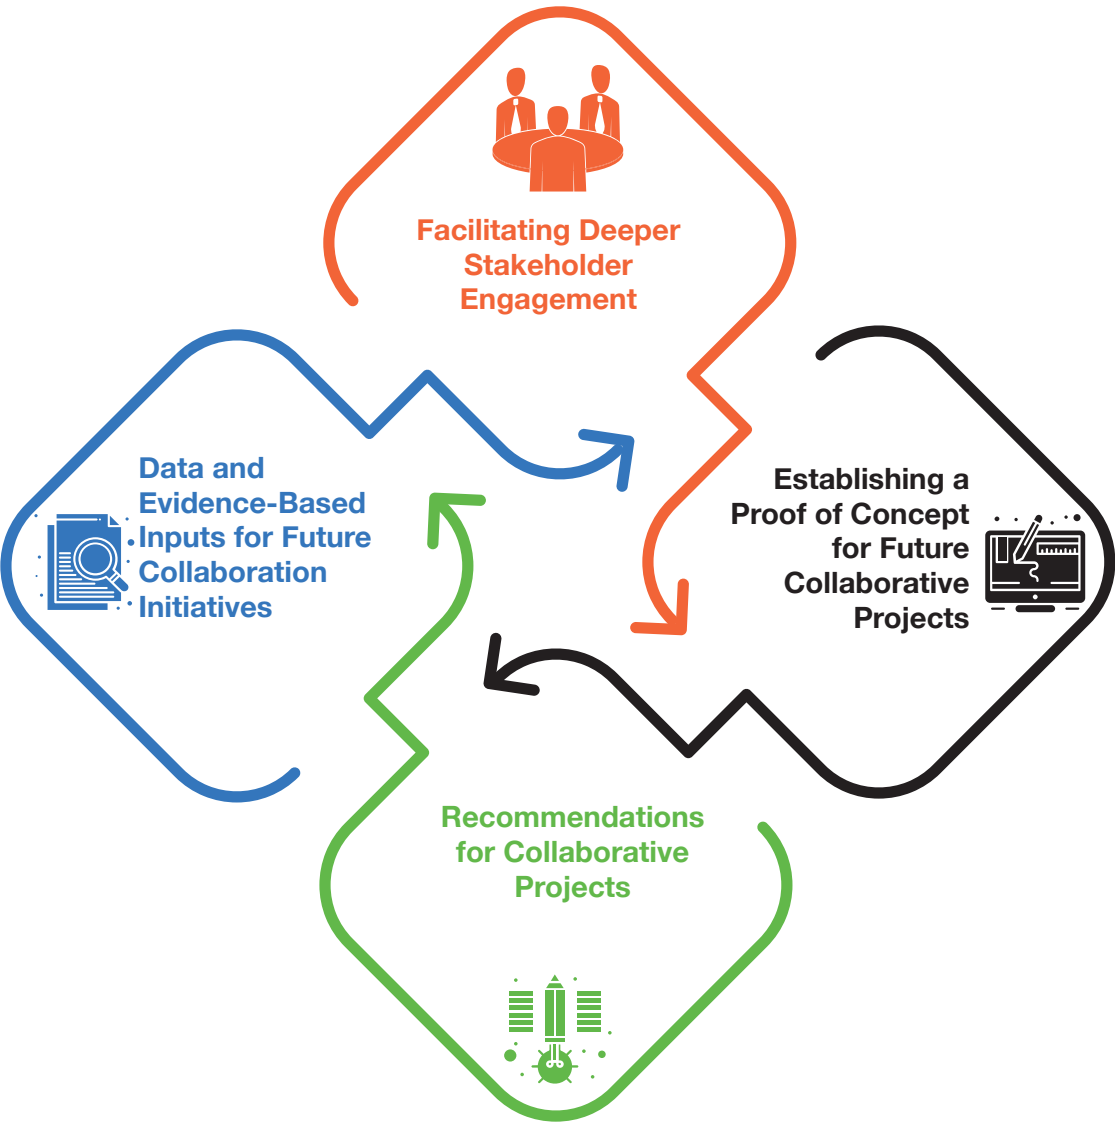 Facilitating Deeper
Stakeholder
Engagement
Data and
Evidence-Based
Inputs for Future
Collaboration
Initiatives
Establishing a
Proof of Concept
for Future
Collaborative
Projects
Recommendations
for Collaborative
Projects